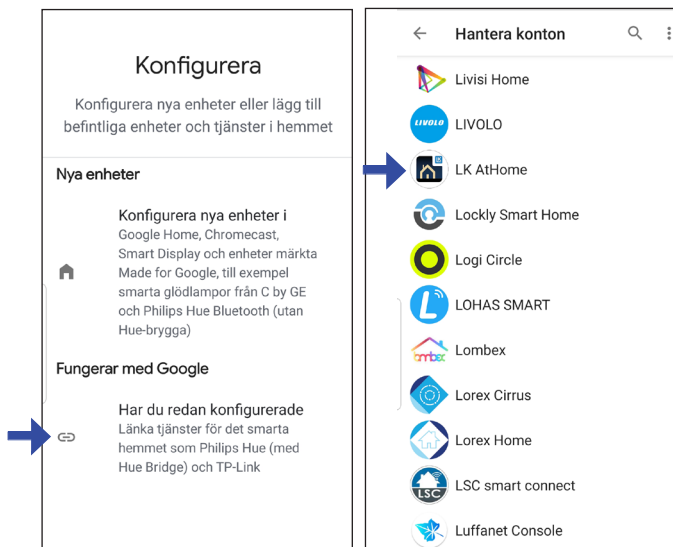 Konfigurera
Konfigurera nya enheter eller lägg till
befintliga enheter och tjänster i hemmet
Nya enheter
Konfigurera nya enheter i
Google Home, Chromecast,
Smart Display och enheter märkta
Made for Google, till exempel
smarta glödlampor från C by GE
och Philips Hue Bluetooth (utan
Hue-brygga)
Fungerar med Google
Har du redan konfigurerade
Länka tjänster för det smarta
hemmet som Philips Hue (med
Hue Bridge) och TP-Link
Hantera konton
Livisi Home
LIVOLO
LIVOLO
LK AtHome
Lockly Smart Home
Logi Circle
LOHAS SMART
Lombex
Lorex Cirrus
Lorex Home
LSC
LSC smart connect
Luffanet Console